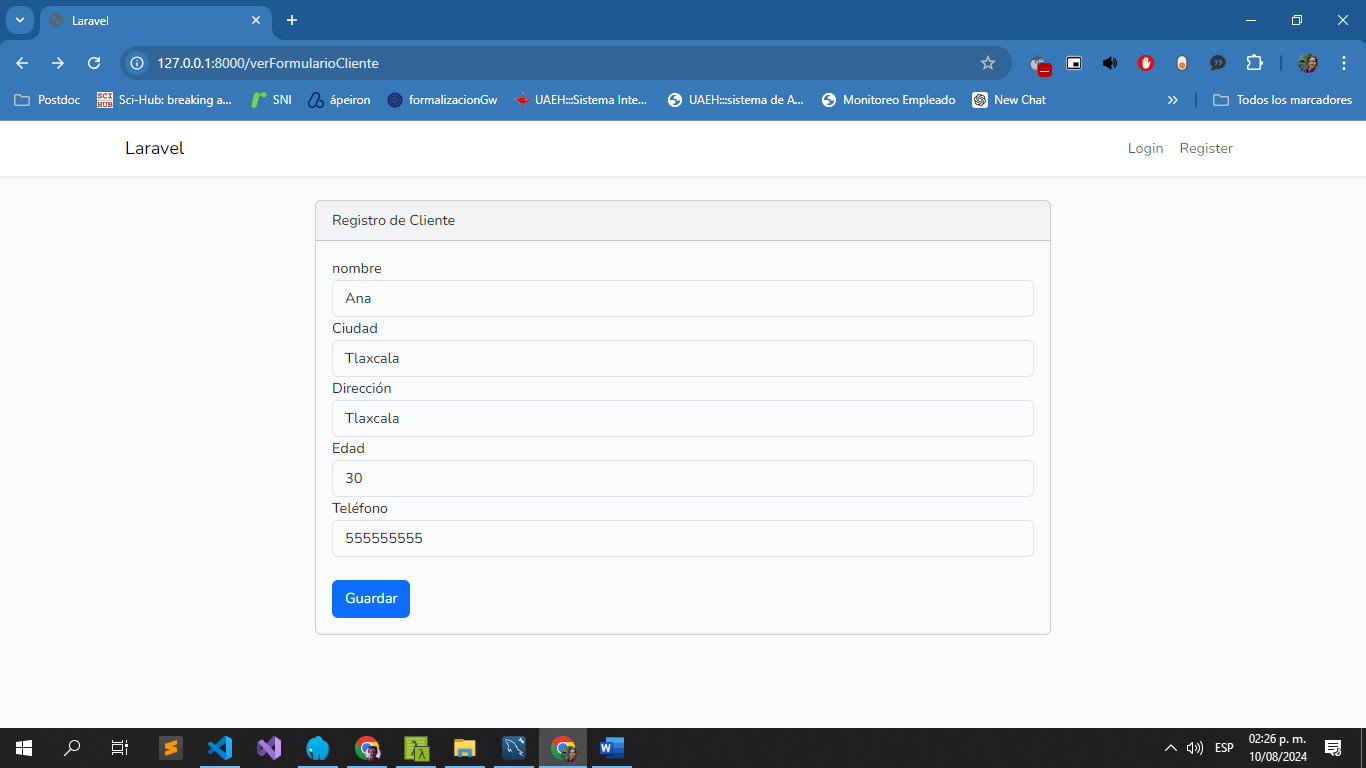 Laravel
127.0.0.1:8000/verFormularioCliente
Postdoc
SCI HUB
Sci-Hub: breaking a...
SNI
ápeiron
formalizacionGw
UAEH:::Sistema Inte...
UAEH:::sistema de A...
Monitoreo Empleado
New Chat
Todos los marcadores
Laravel
Login
Register
Registro de Cliente
nombre
Ana
Ciudad
Tlaxcala
Dirección
Tlaxcala
Edad
30
Teléfono
555555555
Guardar
ESP
02:26 p. m.
10/08/2024